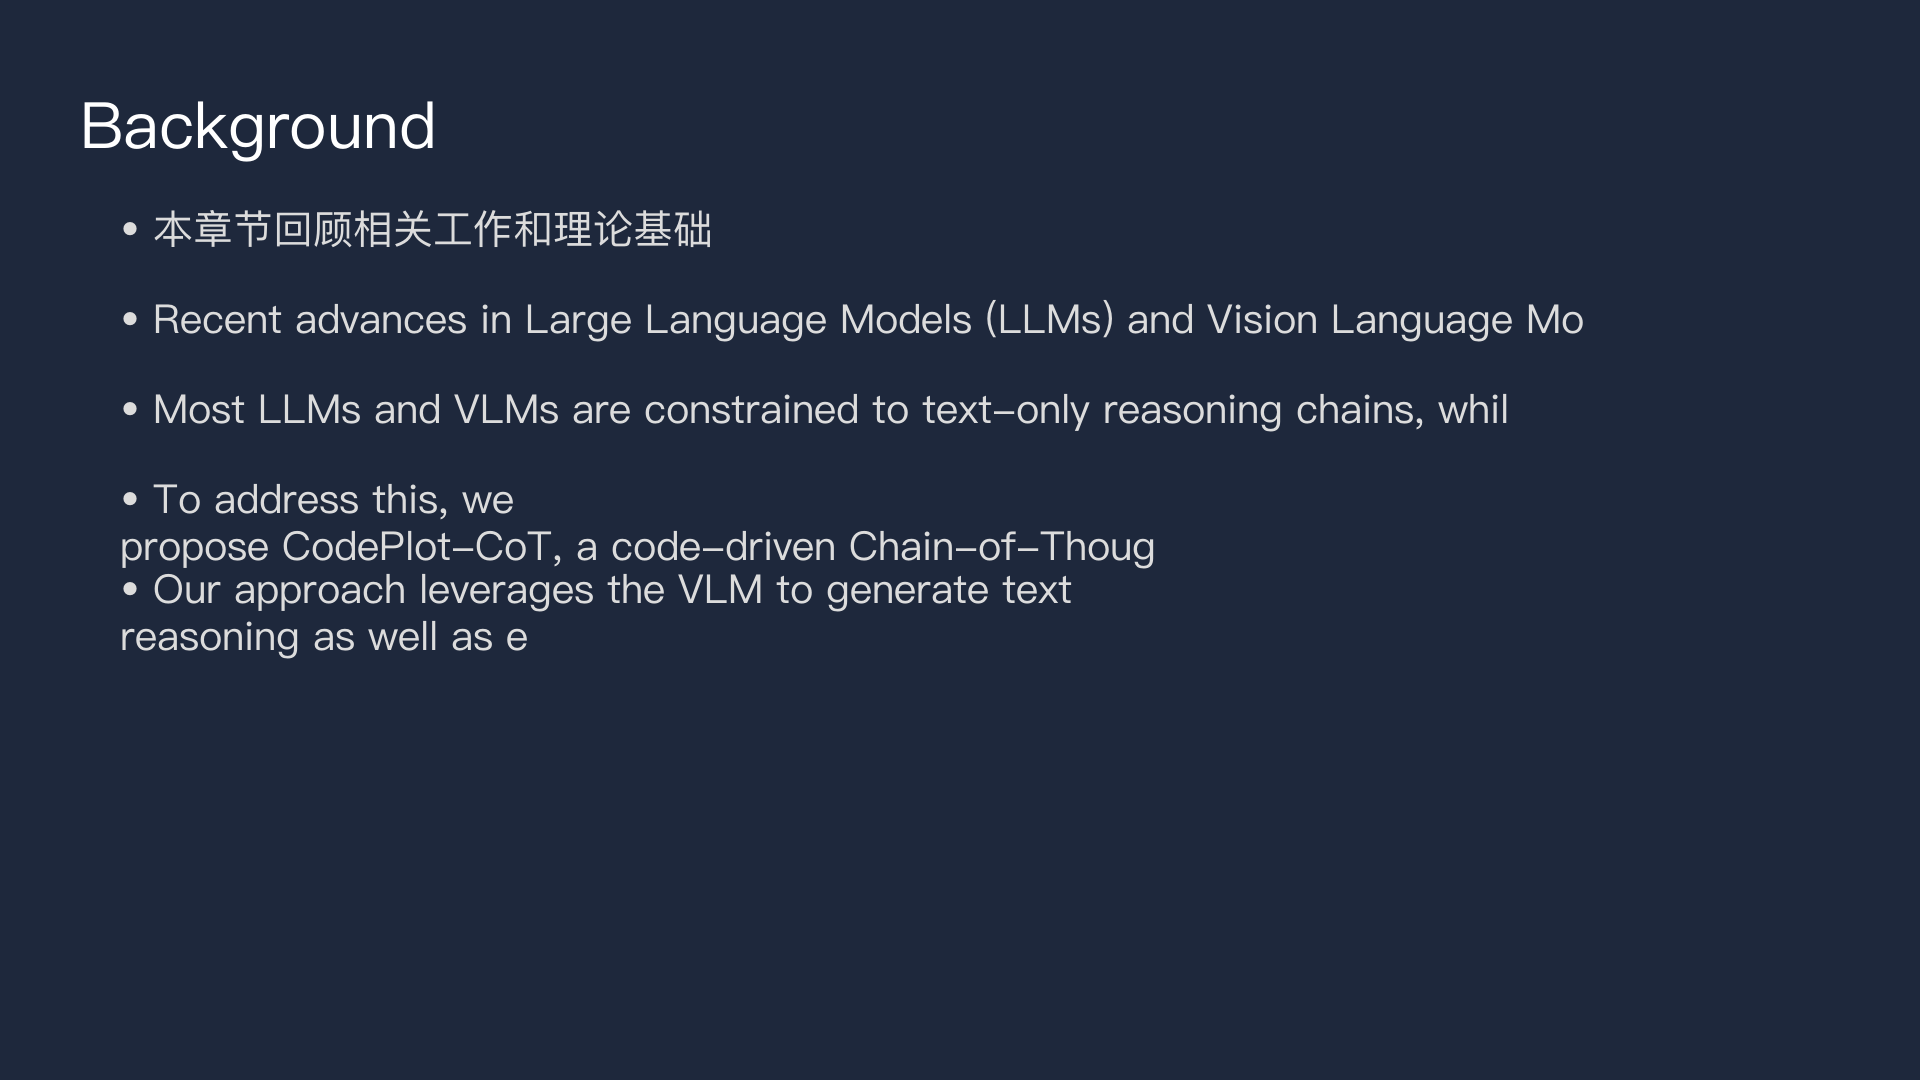 Background
• 本章节回顾相关工作和理论基础
• Recent advances in Large Language Models (LLMs) and Vision Language Mo
• Most LLMs and VLMs are constrained to text–only reasoning chains, whil
• To address this, we
propose CodePlot–CoT, a code–driven Chain–of–Thoug
• Our approach leverages the VLM to generate text
reasoning as well as e